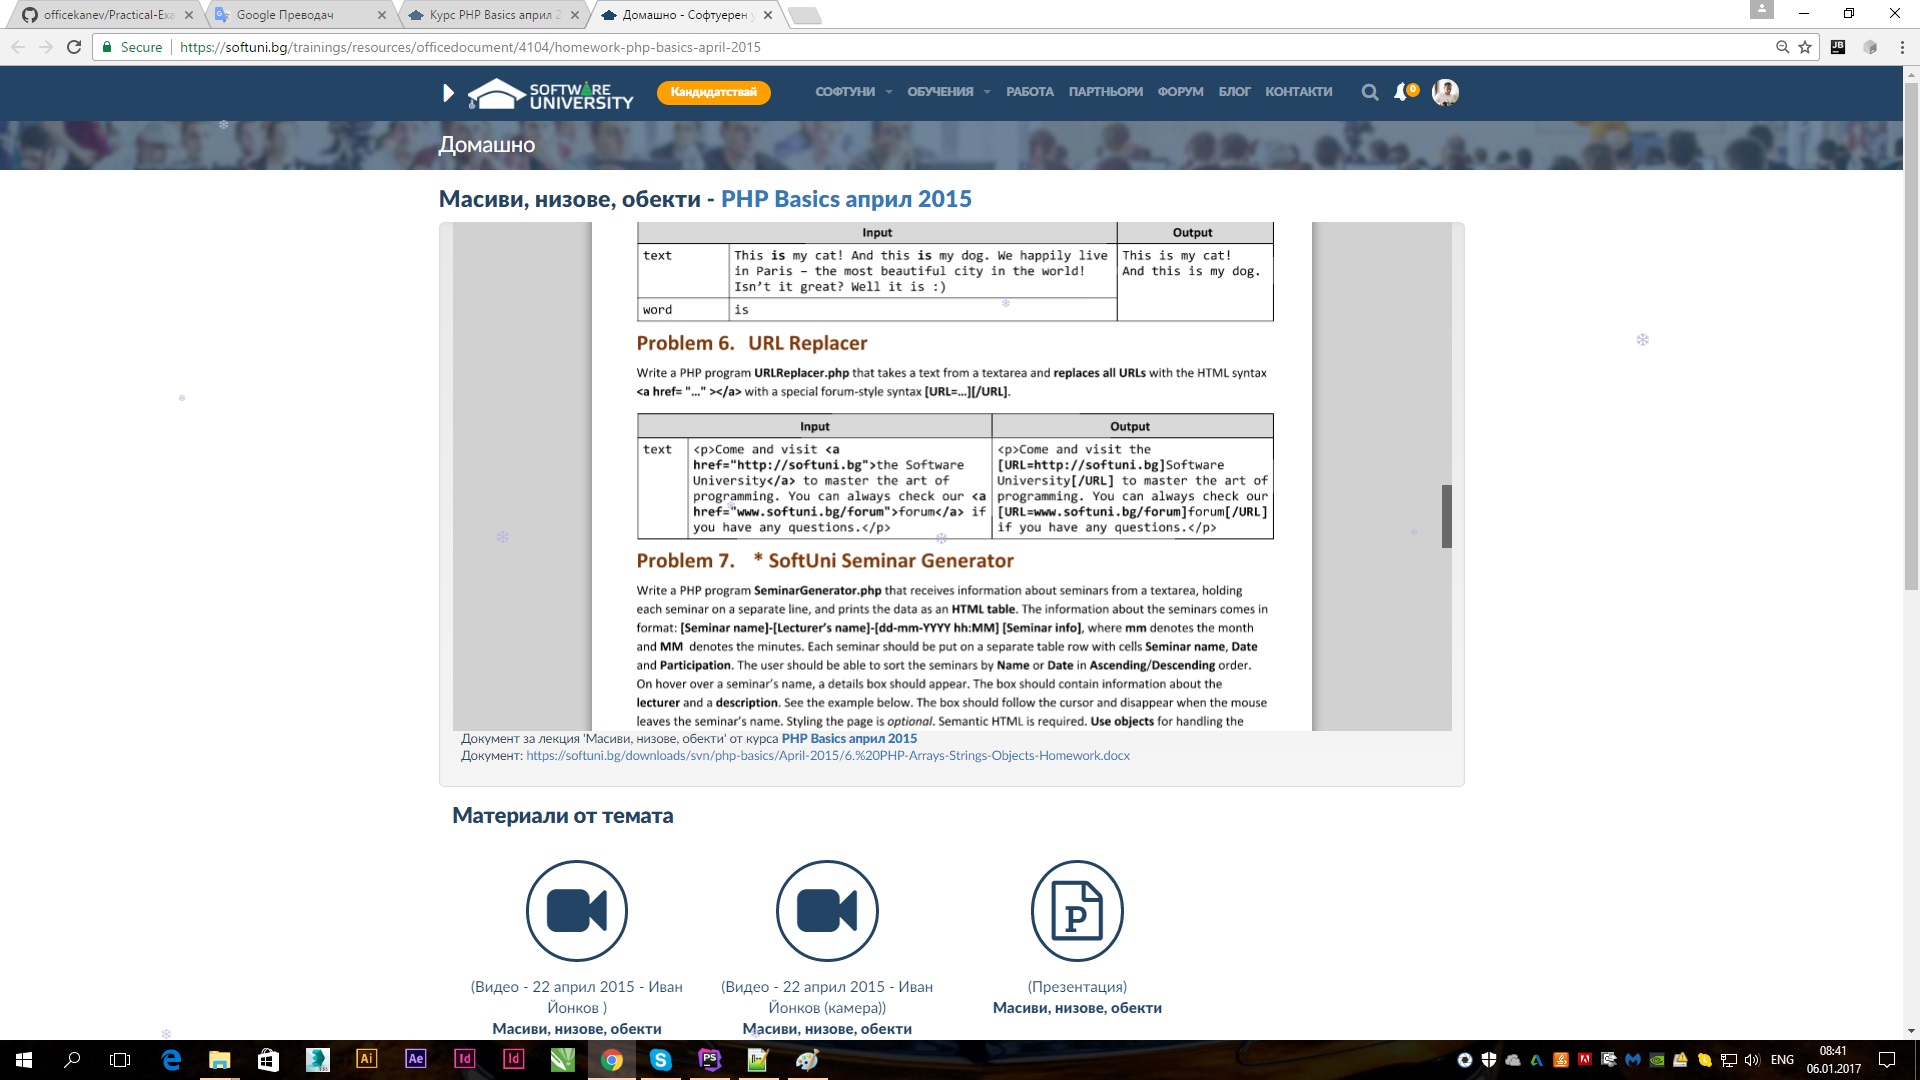 officekanev/Practical-Exa
Google Преводач
Курс PHP Basics април 2
Домашно - Софтуерен у
Secure
https://softuni.bg/trainings/resources/officedocument/4104/homework-php-basics-april-2015
JB
SOFTWARE
UNIVERSITY
Кандидатствай
СОФТУНИ
ОБУЧЕНИЯ
РАБОТА
ПАРТНЬОРИ
ФОРУМ
БЛОГ
КОНТАКТИ
0
Домашно
Масиви, низове, обекти - PHP Basics април 2015
Input
Output
text
This is my cat! And this is my dog. We happily live
in Paris – the most beautiful city in the world!
Isn’t it great? Well it is :)
This is my cat!
And this is my dog.
word
is
Problem 6. URL Replacer
Write a PHP program URLReplacer.php that takes a text from a textarea and replaces all URLs with the HTML syntax
<a href= "…" ></a> with a special forum-style syntax [URL=…][/URL].
Input
Output
text
<p>Come and visit <a
href="http://softuni.bg">the Software
University</a> to master the art of
programming. You can always check our <a
href="www.softuni.bg/forum">forum</a> if
you have any questions.</p>
<p>Come and visit the
[URL=http://softuni.bg]Software
University[/URL] to master the art of
programming. You can always check our
[URL=www.softuni.bg/forum]forum[/URL]
if you have any questions.</p>
Problem 7. * SoftUni Seminar Generator
Write a PHP program SeminarGenerator.php that receives information about seminars from a textarea, holding
each seminar on a separate line, and prints the data as an HTML table. The information about the seminars comes in
format: [Seminar name]-[Lecturer’s name]-[dd-mm-YYYY hh:MM] [Seminar info], where mm denotes the month
and MM denotes the minutes. Each seminar should be put on a separate table row with cells Seminar name, Date
and Participation. The user should be able to sort the seminars by Name or Date in Ascending/Descending order.
On hover over a seminar’s name, a details box should appear. The box should contain information about the
lecturer and a description. See the example below. The box should follow the cursor and disappear when the mouse
leaves the seminar’s name. Styling the page is optional. Semantic HTML is required. Use objects for handling the
Документ за лекция 'Масиви, низове, обекти' от курса PHP Basics април 2015
Документ: https://softuni.bg/downloads/svn/php-basics/April-2015/6.%20PHP-Arrays-Strings-Objects-Homework.docx
Материали от темата
P
(Видео - 22 април 2015 - Иван
Йонков )
Масиви, низове, обекти
(Видео - 22 април 2015 - Иван
Йонков (камера))
Масиви, низове, обекти
(Презентация)
Масиви, низове, обекти
Ai
Ae
Id
Id
PS
ENG
08:41
06.01.2017